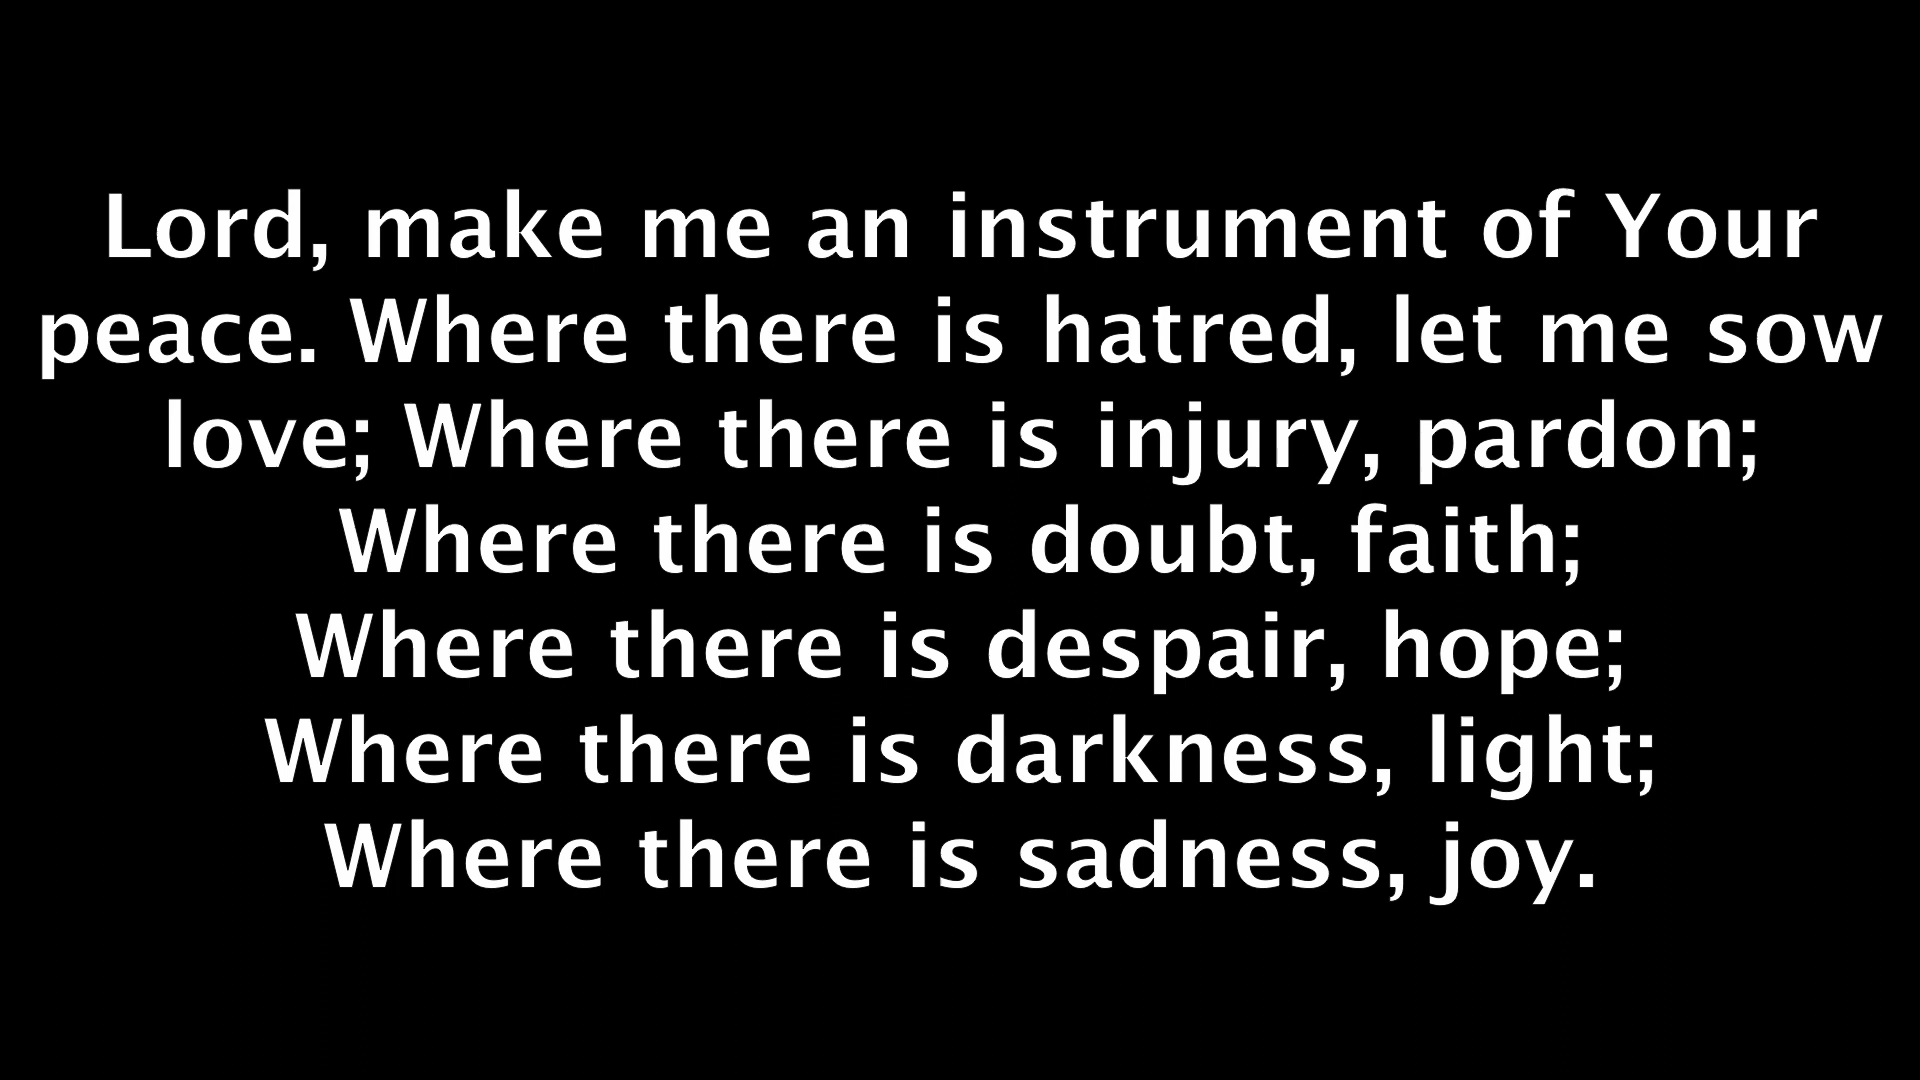 Lord, make me an instrument of Your
peace. Where there is hatred, let me sow
love; Where there is injury, pardon;
Where there is doubt, faith;
Where there is despair, hope;
Where there is darkness, light;
Where there is sadness, joy.